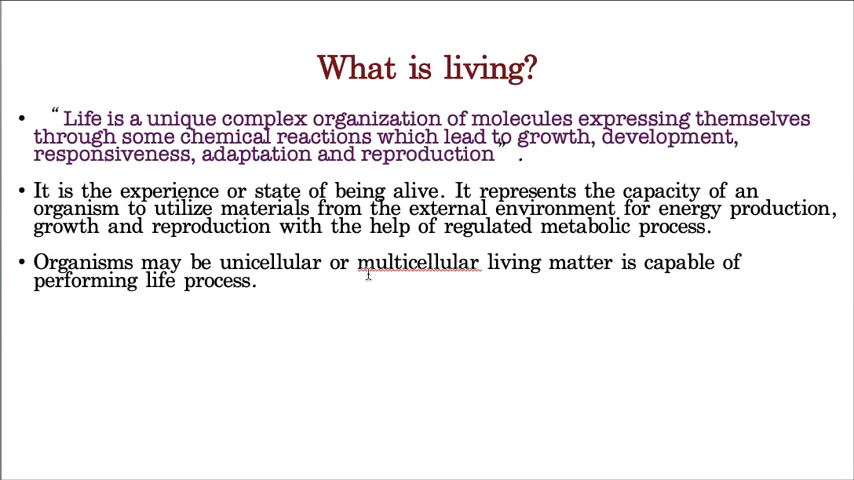 What is living?
• “ Life is a unique complex organization of molecules expressing themselves
through some chemical reactions which lead to growth, development,
responsiveness, adaptation and reproduction ” .
• It is the experience or state of being alive. It represents the capacity of an
organism to utilize materials from the external environment for energy production,
growth and reproduction with the help of regulated metabolic process.
• Organisms may be unicellular or multicellular living matter is capable of
performing life process.